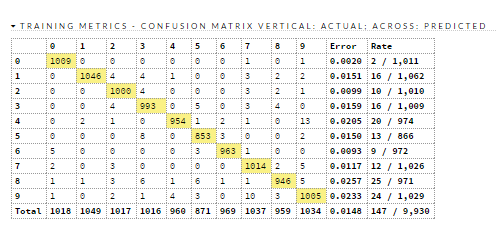 TRAINING METRICS - CONFUSION MATRIX VERTICAL: ACTUAL; ACROSS: PREDICTED
0 1 2 3 4 5 6 7 8 9 Error Rate
0 1009 0 0 0 0 0 0 1 0 1 0.0020 2 / 1,011
1 0 1046 4 4 1 0 0 3 2 2 0.0151 16 / 1,062
2 0 0 1000 4 0 0 0 3 2 1 0.0099 10 / 1,010
3 0 0 4 993 0 5 0 3 4 0 0.0159 16 / 1,009
4 0 2 1 0 954 1 2 1 0 13 0.0205 20 / 974
5 0 0 0 8 0 853 3 0 0 2 0.0150 13 / 866
6 5 0 0 0 0 3 963 1 0 0 0.0093 9 / 972
7 2 0 3 0 0 0 0 1014 2 5 0.0117 12 / 1,026
8 1 1 3 6 1 6 1 1 946 5 0.0257 25 / 971
9 1 0 2 1 4 3 0 10 3 1005 0.0233 24 / 1,029
Total 1018 1049 1017 1016 960 871 969 1037 959 1034 0.0148 147 / 9,930